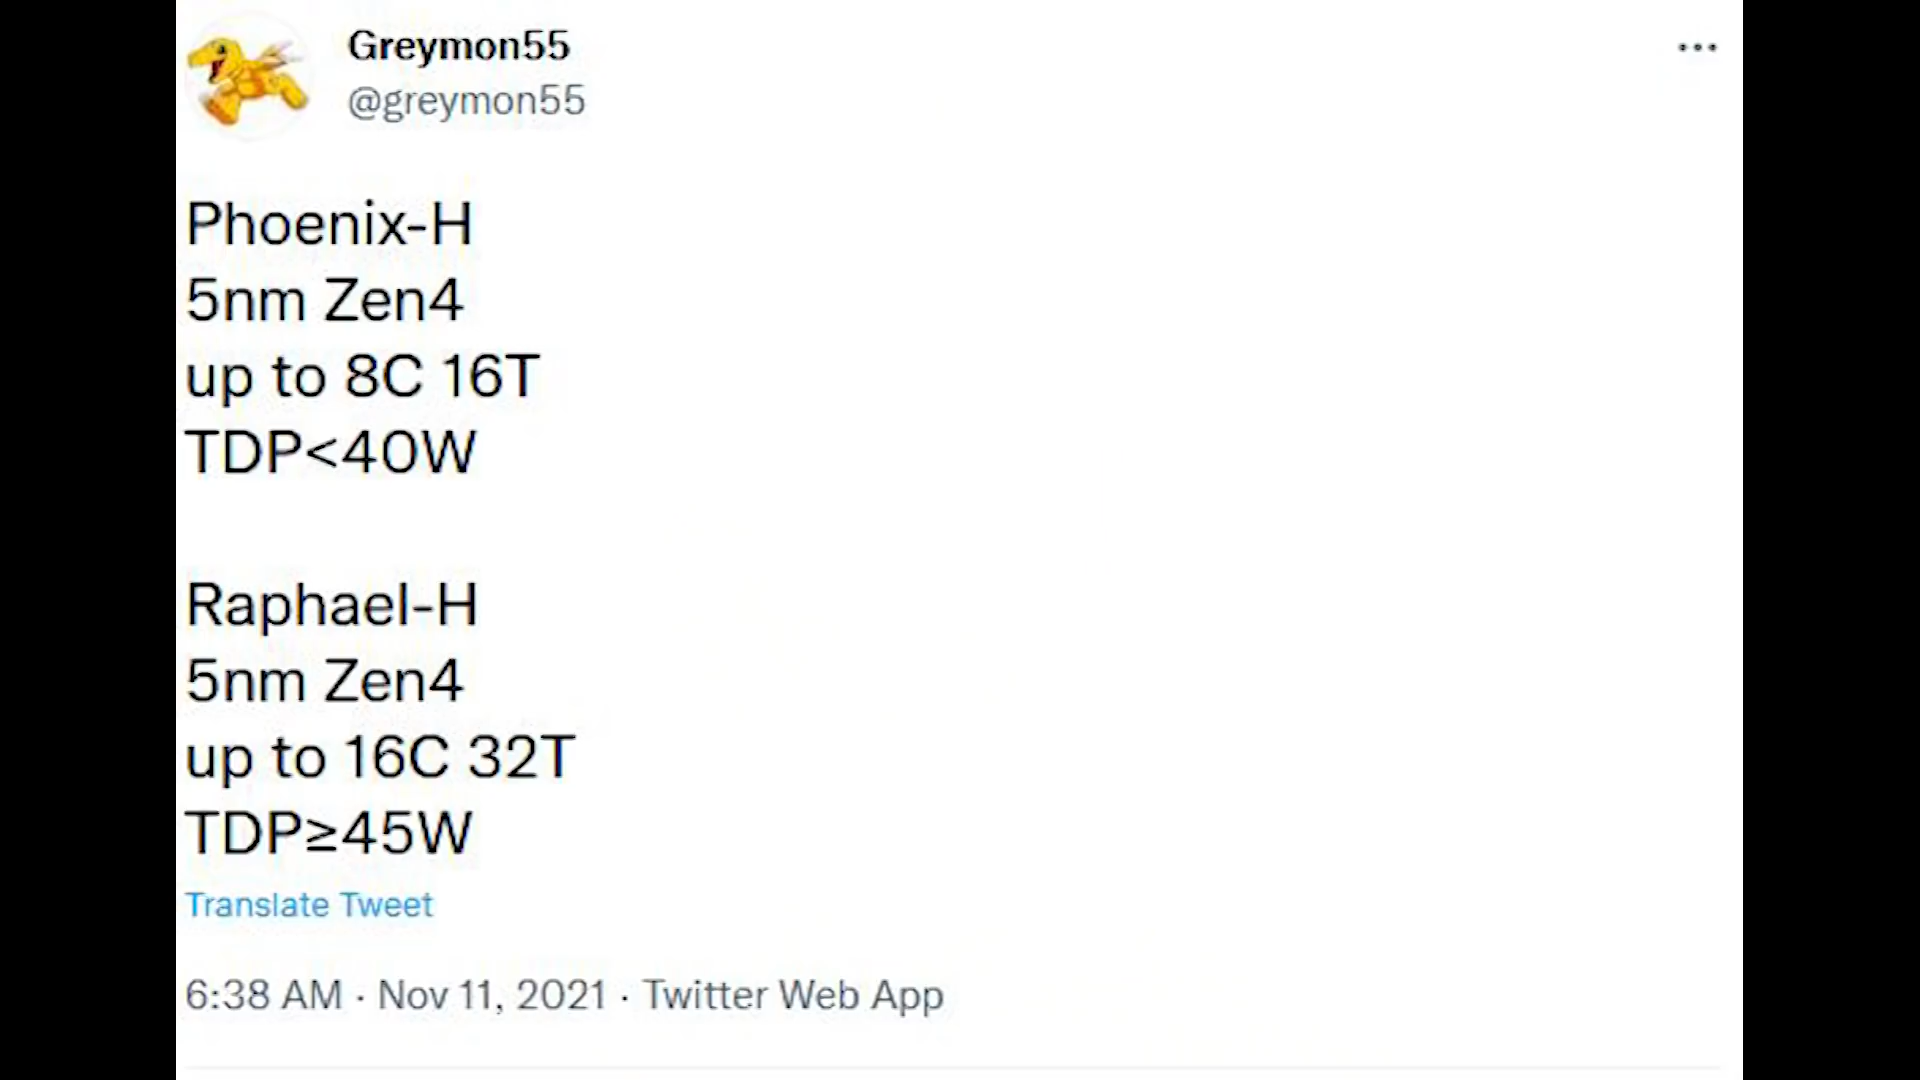 Greymon55
@greymon55
Phoenix-H
5nm Zen4
up to 8C 16T
TDP<40W
Raphael-H
5nm Zen4
up to 16C 32T
TDP≥45W
Translate Tweet
6:38 AM · Nov 11, 2021 · Twitter Web App